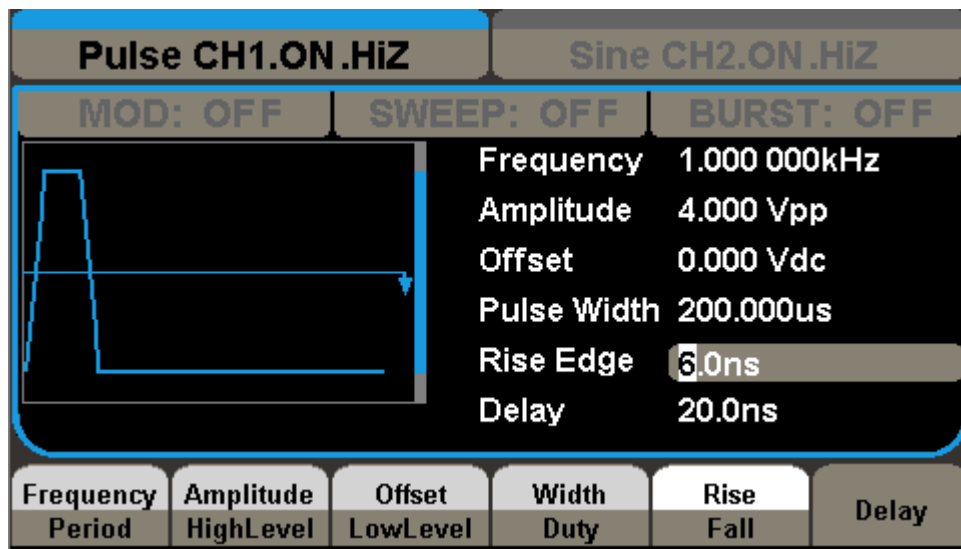 Pulse CH1.ON.HiZ
Sine CH2.ON.HiZ
MOD: OFF
SWEEP: OFF
BURST: OFF
Frequency 1.000 000kHz
Amplitude 4.000 Vpp
Offset 0.000 Vdc
Pulse Width 200.000us
Rise Edge 6.0ns
Delay 20.0ns
Frequency Amplitude Offset Width Rise Delay
Period HighLevel LowLevel Duty Fall